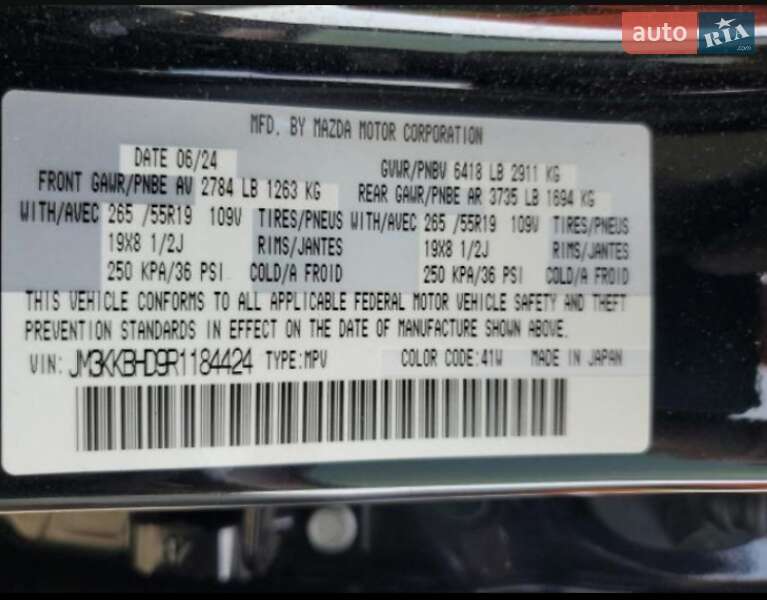 auto RIA .com
MFD. BY MAZDA MOTOR CORPORATION
DATE 06/24 GVWR/PNBV 6418 LB 2911 KG
FRONT GAWR/PNBE AV 2784 LB 1263 KG REAR GAWR/PNBE AR 3735 LB 1694 KG
WITH/AVEC 265 /55R19 109V TIRES/PNEUS WITH/AVEC 265 /55R19 109V TIRES/PNEUS
19X8 1/2J RIMS/JANTES 19X8 1/2J RIMS/JANTES
250 KPA/36 PSI COLD/A FROID 250 KPA/36 PSI COLD/A FROID
THIS VEHICLE CONFORMS TO ALL APPLICABLE FEDERAL MOTOR VEHICLE SAFETY AND THEFT
PREVENTION STANDARDS IN EFFECT ON THE DATE OF MANUFACTURE SHOWN ABOVE.
VIN: JM3KKBHD9R1184424 TYPE:MPV COLOR CODE:41W MADE IN JAPAN